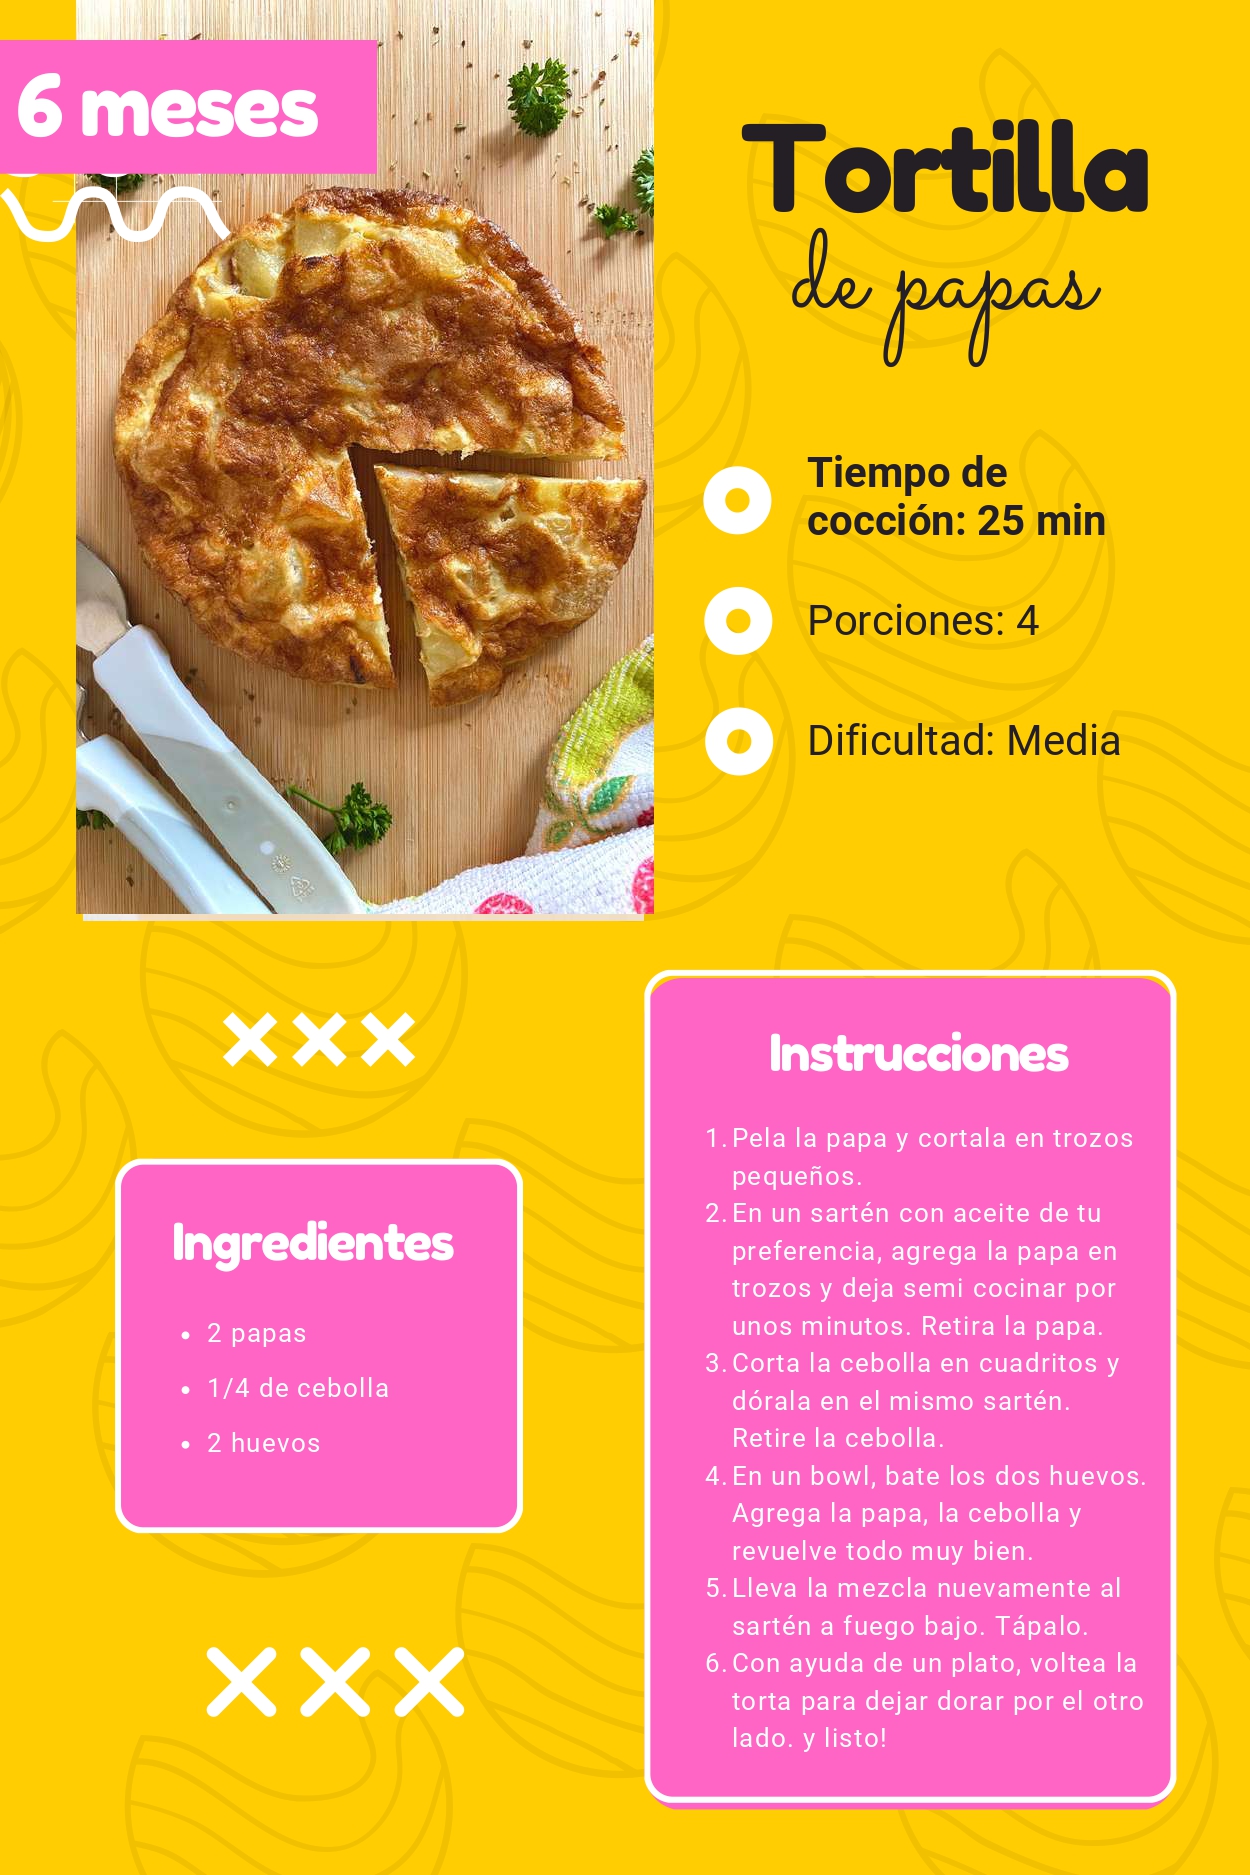 6 meses
Tortilla
de papas
Tiempo de
cocción: 25 min
Porciones: 4
Dificultad: Media
Ingredientes
• 2 papas
• 1/4 de cebolla
• 2 huevos
Instrucciones
1. Pela la papa y cortala en trozos
pequeños.
2. En un sartén con aceite de tu
preferencia, agrega la papa en
trozos y deja semi cocinar por
unos minutos. Retira la papa.
3. Corta la cebolla en cuadritos y
dórala en el mismo sartén.
Retire la cebolla.
4. En un bowl, bate los dos huevos.
Agrega la papa, la cebolla y
revuelve todo muy bien.
5. Lleva la mezcla nuevamente al
sartén a fuego bajo. Tápalo.
6. Con ayuda de un plato, voltea la
torta para dejar dorar por el otro
lado. y listo!